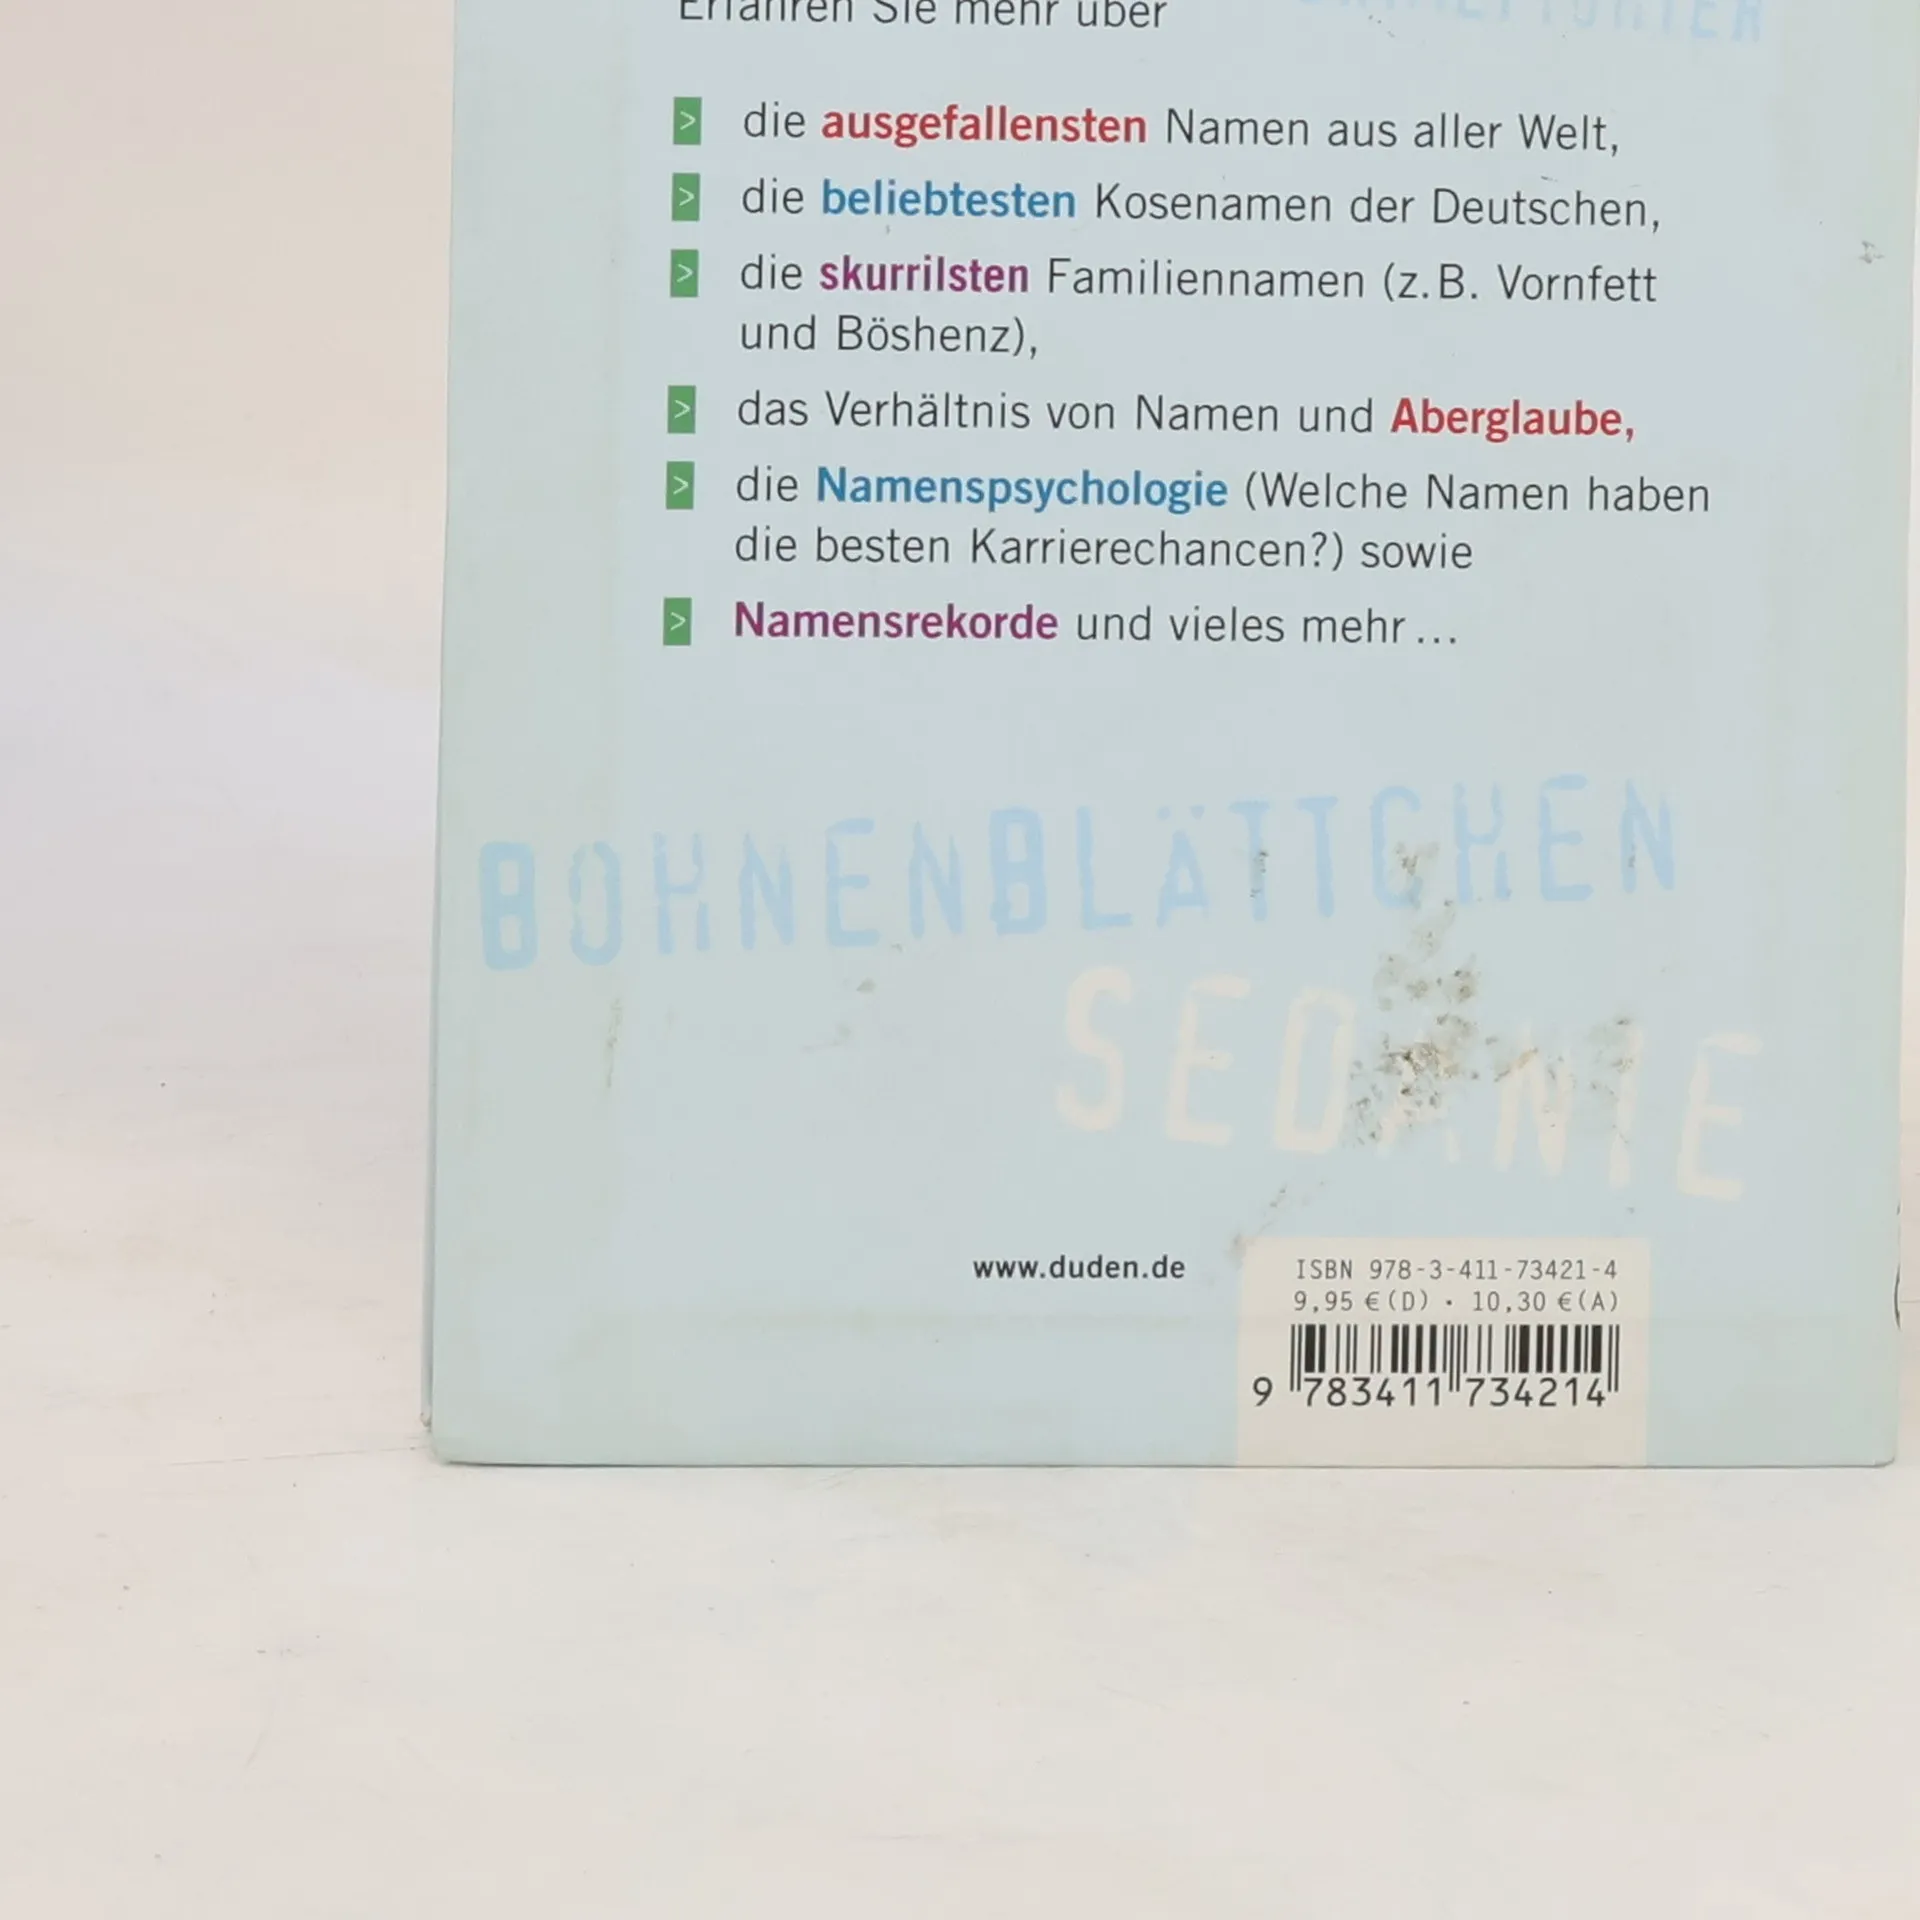 Erfahren Sie mehr über
die ausgefallensten Namen aus aller Welt,
die beliebtesten Kosenamen der Deutschen,
die skurrilsten Familiennamen (z. B. Vornfett
und Böshenz),
das Verhältnis von Namen und Aberglaube,
die Namenspsychologie (Welche Namen haben
die besten Karrierechancen?) sowie
Namensrekorde und vieles mehr ...
BOHNENBLÄTTCHEN
SEDANIE
www.duden.de
ISBN 978-3-411-73421-4
9,95 €(D) · 10,30 €(A)
9 783411 734214